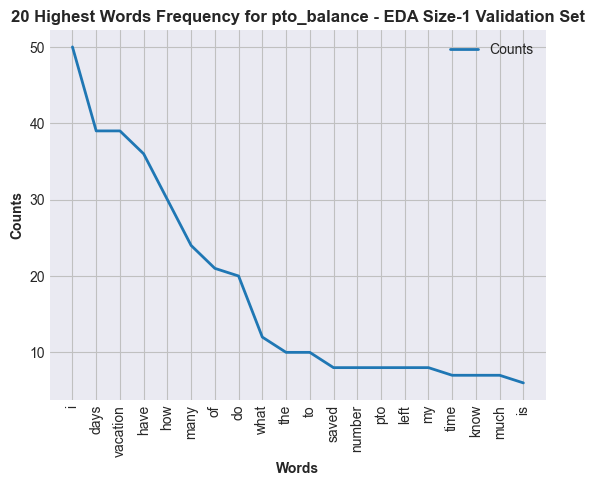 20 Highest Words Frequency for pto_balance - EDA Size-1 Validation Set
Counts
50
40
30
20
10
Counts
i
days
vacation
have
how
many
of
do
what
the
to
saved
number
pto
left
my
time
know
much
is
Words